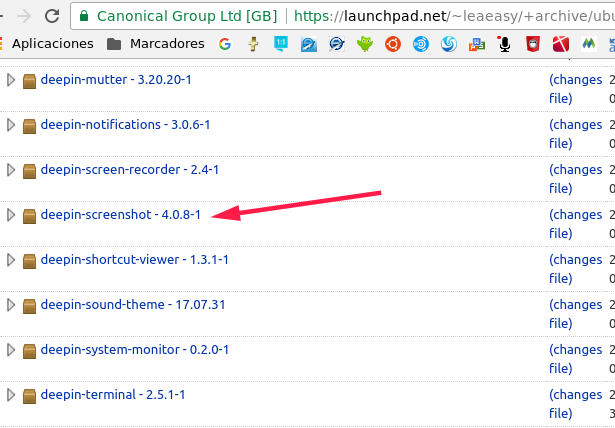 Canonical Group Ltd [GB] https://launchpad.net/~leaeasy/+archive/ubu
Aplicaciones Marcadores
deepin-mutter - 3.20.20-1 (changes 2
file) 0
deepin-notifications - 3.0.6-1 (changes 2
file) 0
deepin-screen-recorder - 2.4-1 (changes 2
file) 0
deepin-screenshot - 4.0.8-1 (changes 2
file) 0
deepin-shortcut-viewer - 1.3.1-1 (changes 2
file) 0
deepin-sound-theme - 17.07.31 (changes 2
file) 0
deepin-system-monitor - 0.2.0-1 (changes 2
file) 0
deepin-terminal - 2.5.1-1 (changes 2
file) 3